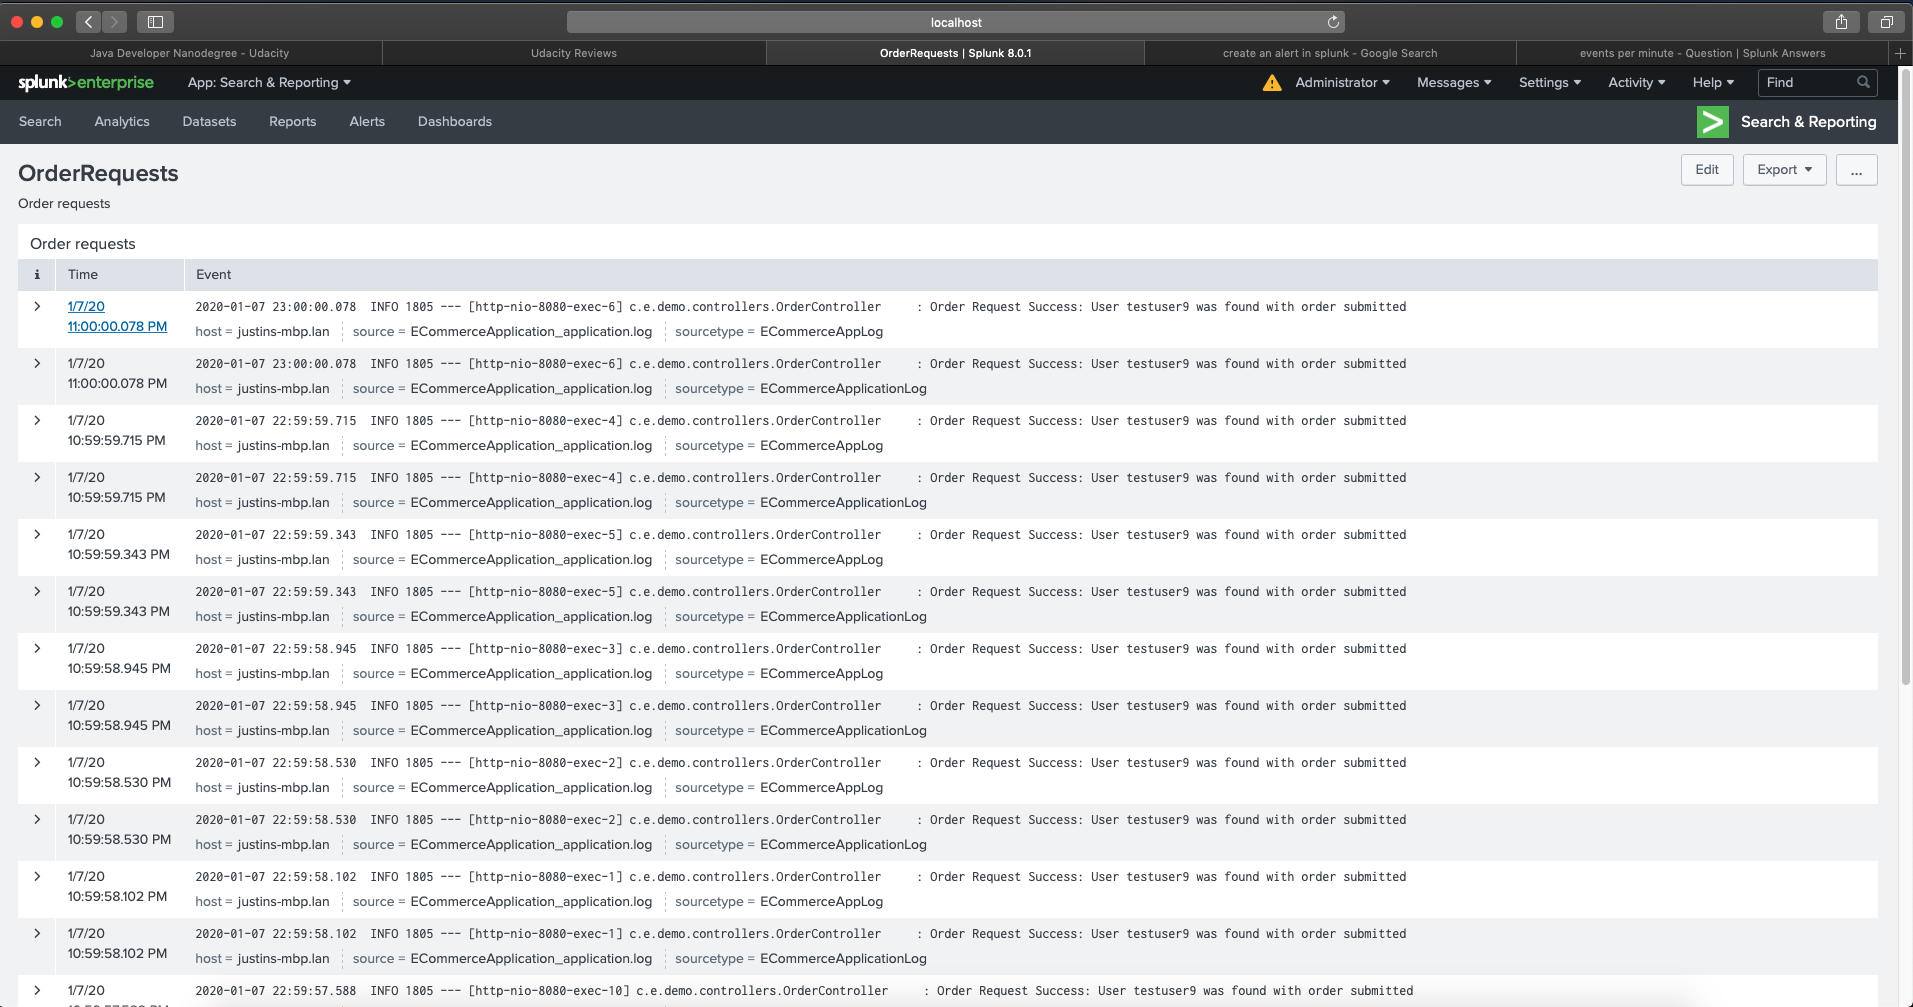 localhost
Java Developer Nanodegree - Udacity
Udacity Reviews
OrderRequests | Splunk 8.0.1
create an alert in splunk - Google Search
events per minute - Question | Splunk Answers
splunk>enterprise App: Search & Reporting Administrator Messages Settings Activity Help Find
Search Analytics Datasets Reports Alerts Dashboards Search & Reporting
OrderRequests Edit Export ...
Order requests
Order requests
i Time Event
1/7/20 2020-01-07 23:00:00.078 INFO 1805 --- [http-nio-8080-exec-6] c.e.demo.controllers.OrderController : Order Request Success: User testuser9 was found with order submitted
11:00:00.078 PM host = justins-mbp.lan source = ECommerceApplication_application.log sourcetype = ECommerceAppLog
1/7/20 2020-01-07 23:00:00.078 INFO 1805 --- [http-nio-8080-exec-6] c.e.demo.controllers.OrderController : Order Request Success: User testuser9 was found with order submitted
11:00:00.078 PM host = justins-mbp.lan source = ECommerceApplication_application.log sourcetype = ECommerceApplicationLog
1/7/20 2020-01-07 22:59:59.715 INFO 1805 --- [http-nio-8080-exec-4] c.e.demo.controllers.OrderController : Order Request Success: User testuser9 was found with order submitted
10:59:59.715 PM host = justins-mbp.lan source = ECommerceApplication_application.log sourcetype = ECommerceAppLog
1/7/20 2020-01-07 22:59:59.715 INFO 1805 --- [http-nio-8080-exec-4] c.e.demo.controllers.OrderController : Order Request Success: User testuser9 was found with order submitted
10:59:59.715 PM host = justins-mbp.lan source = ECommerceApplication_application.log sourcetype = ECommerceApplicationLog
1/7/20 2020-01-07 22:59:59.343 INFO 1805 --- [http-nio-8080-exec-5] c.e.demo.controllers.OrderController : Order Request Success: User testuser9 was found with order submitted
10:59:59.343 PM host = justins-mbp.lan source = ECommerceApplication_application.log sourcetype = ECommerceAppLog
1/7/20 2020-01-07 22:59:59.343 INFO 1805 --- [http-nio-8080-exec-5] c.e.demo.controllers.OrderController : Order Request Success: User testuser9 was found with order submitted
10:59:59.343 PM host = justins-mbp.lan source = ECommerceApplication_application.log sourcetype = ECommerceApplicationLog
1/7/20 2020-01-07 22:59:58.945 INFO 1805 --- [http-nio-8080-exec-3] c.e.demo.controllers.OrderController : Order Request Success: User testuser9 was found with order submitted
10:59:58.945 PM host = justins-mbp.lan source = ECommerceApplication_application.log sourcetype = ECommerceAppLog
1/7/20 2020-01-07 22:59:58.945 INFO 1805 --- [http-nio-8080-exec-3] c.e.demo.controllers.OrderController : Order Request Success: User testuser9 was found with order submitted
10:59:58.945 PM host = justins-mbp.lan source = ECommerceApplication_application.log sourcetype = ECommerceApplicationLog
1/7/20 2020-01-07 22:59:58.530 INFO 1805 --- [http-nio-8080-exec-2] c.e.demo.controllers.OrderController : Order Request Success: User testuser9 was found with order submitted
10:59:58.530 PM host = justins-mbp.lan source = ECommerceApplication_application.log sourcetype = ECommerceAppLog
1/7/20 2020-01-07 22:59:58.530 INFO 1805 --- [http-nio-8080-exec-2] c.e.demo.controllers.OrderController : Order Request Success: User testuser9 was found with order submitted
10:59:58.530 PM host = justins-mbp.lan source = ECommerceApplication_application.log sourcetype = ECommerceApplicationLog
1/7/20 2020-01-07 22:59:58.102 INFO 1805 --- [http-nio-8080-exec-1] c.e.demo.controllers.OrderController : Order Request Success: User testuser9 was found with order submitted
10:59:58.102 PM host = justins-mbp.lan source = ECommerceApplication_application.log sourcetype = ECommerceAppLog
1/7/20 2020-01-07 22:59:58.102 INFO 1805 --- [http-nio-8080-exec-1] c.e.demo.controllers.OrderController : Order Request Success: User testuser9 was found with order submitted
10:59:58.102 PM host = justins-mbp.lan source = ECommerceApplication_application.log sourcetype = ECommerceApplicationLog
1/7/20 2020-01-07 22:59:57.588 INFO 1805 --- [http-nio-8080-exec-10] c.e.demo.controllers.OrderController : Order Request Success: User testuser9 was found with order submitted